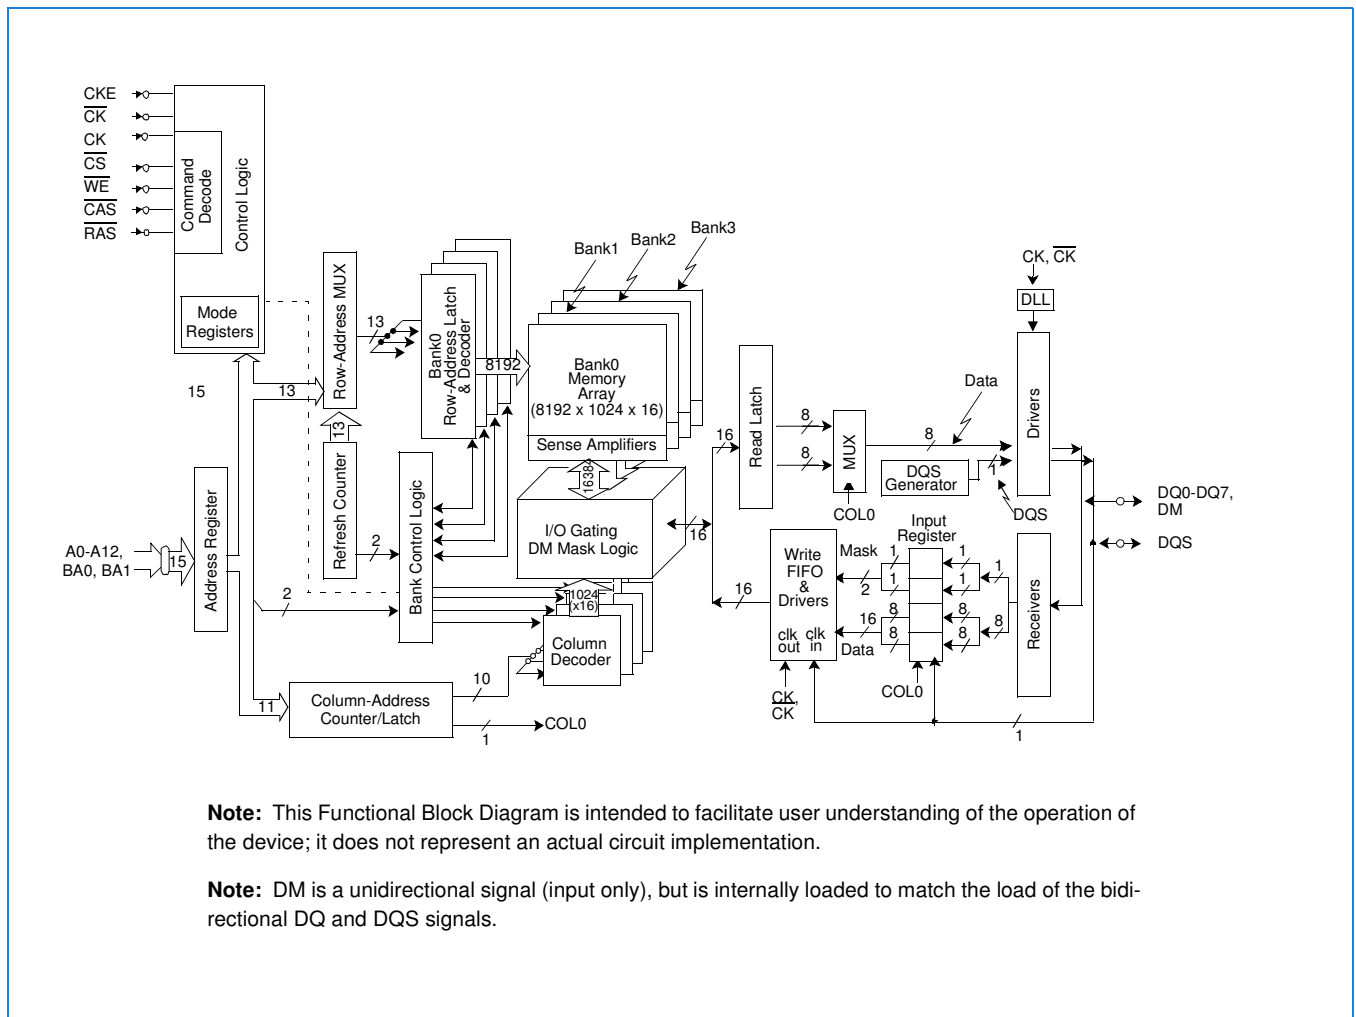 CKE
CK
CK
CS
WE
CAS
RAS
Command
Decode
Control Logic
Mode
Registers
15
13
Row-Address MUX
13
Refresh Counter
13
Bank0
Row-Address Latch
& Decoder
8192
Bank1
Bank2
Bank3
Bank0
Memory
Array
(8192 x 1024 x 16)
Sense Amplifiers
16384
I/O Gating
DM Mask Logic
16
A0-A12,
BA0, BA1
15
Address Register
2
2
Bank Control Logic
1024
(x16)
Column
Decoder
11
Column-Address
Counter/Latch
10
1
COL0
16
Read Latch
8
8
MUX
COL0
8
Data
DQS
Generator
1
DQS
CK, CK
DLL
Drivers
DQ0-DQ7,
DM
DQS
16
Write
FIFO
&
Drivers
clk
out
clk
in
CK,
CK
Mask
2
16
Data
Input
Register
1
1
8
8
1
1
8
8
1
8
COL0
Receivers
1
Note: This Functional Block Diagram is intended to facilitate user understanding of the operation of
the device; it does not represent an actual circuit implementation.
Note: DM is a unidirectional signal (input only), but is internally loaded to match the load of the bidi-
rectional DQ and DQS signals.